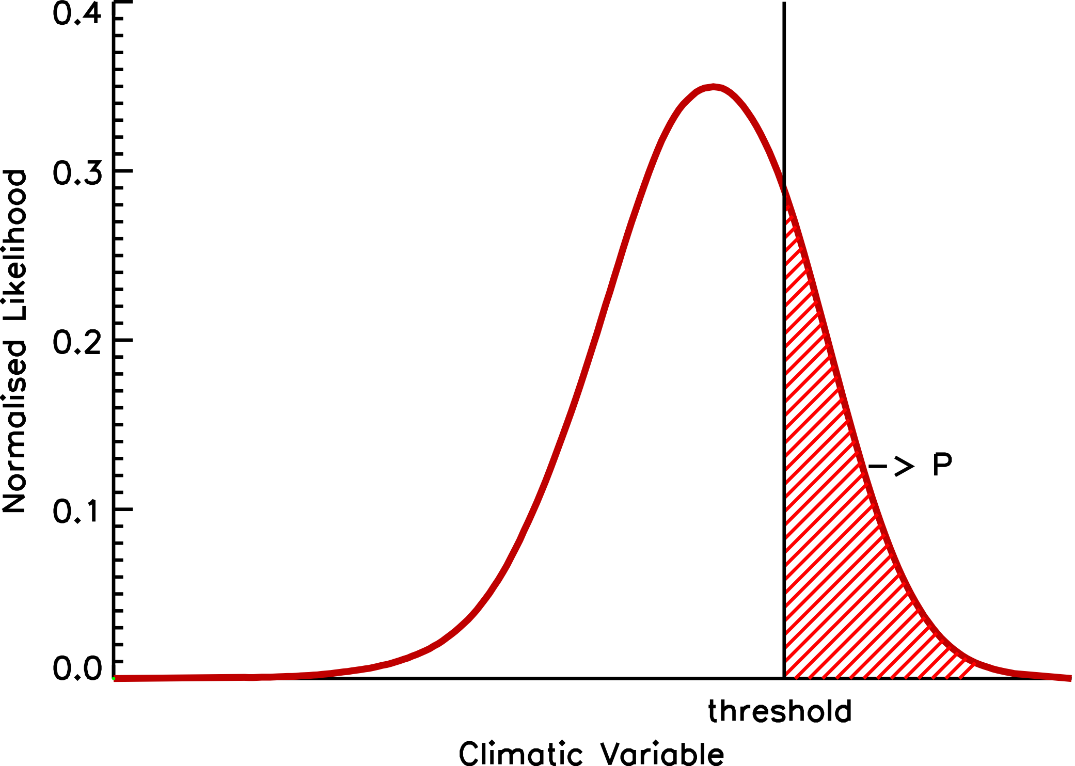 0.4
0.3
0.2
0.1
0.0
Normalised Likelihood
-> P
threshold
Climatic Variable